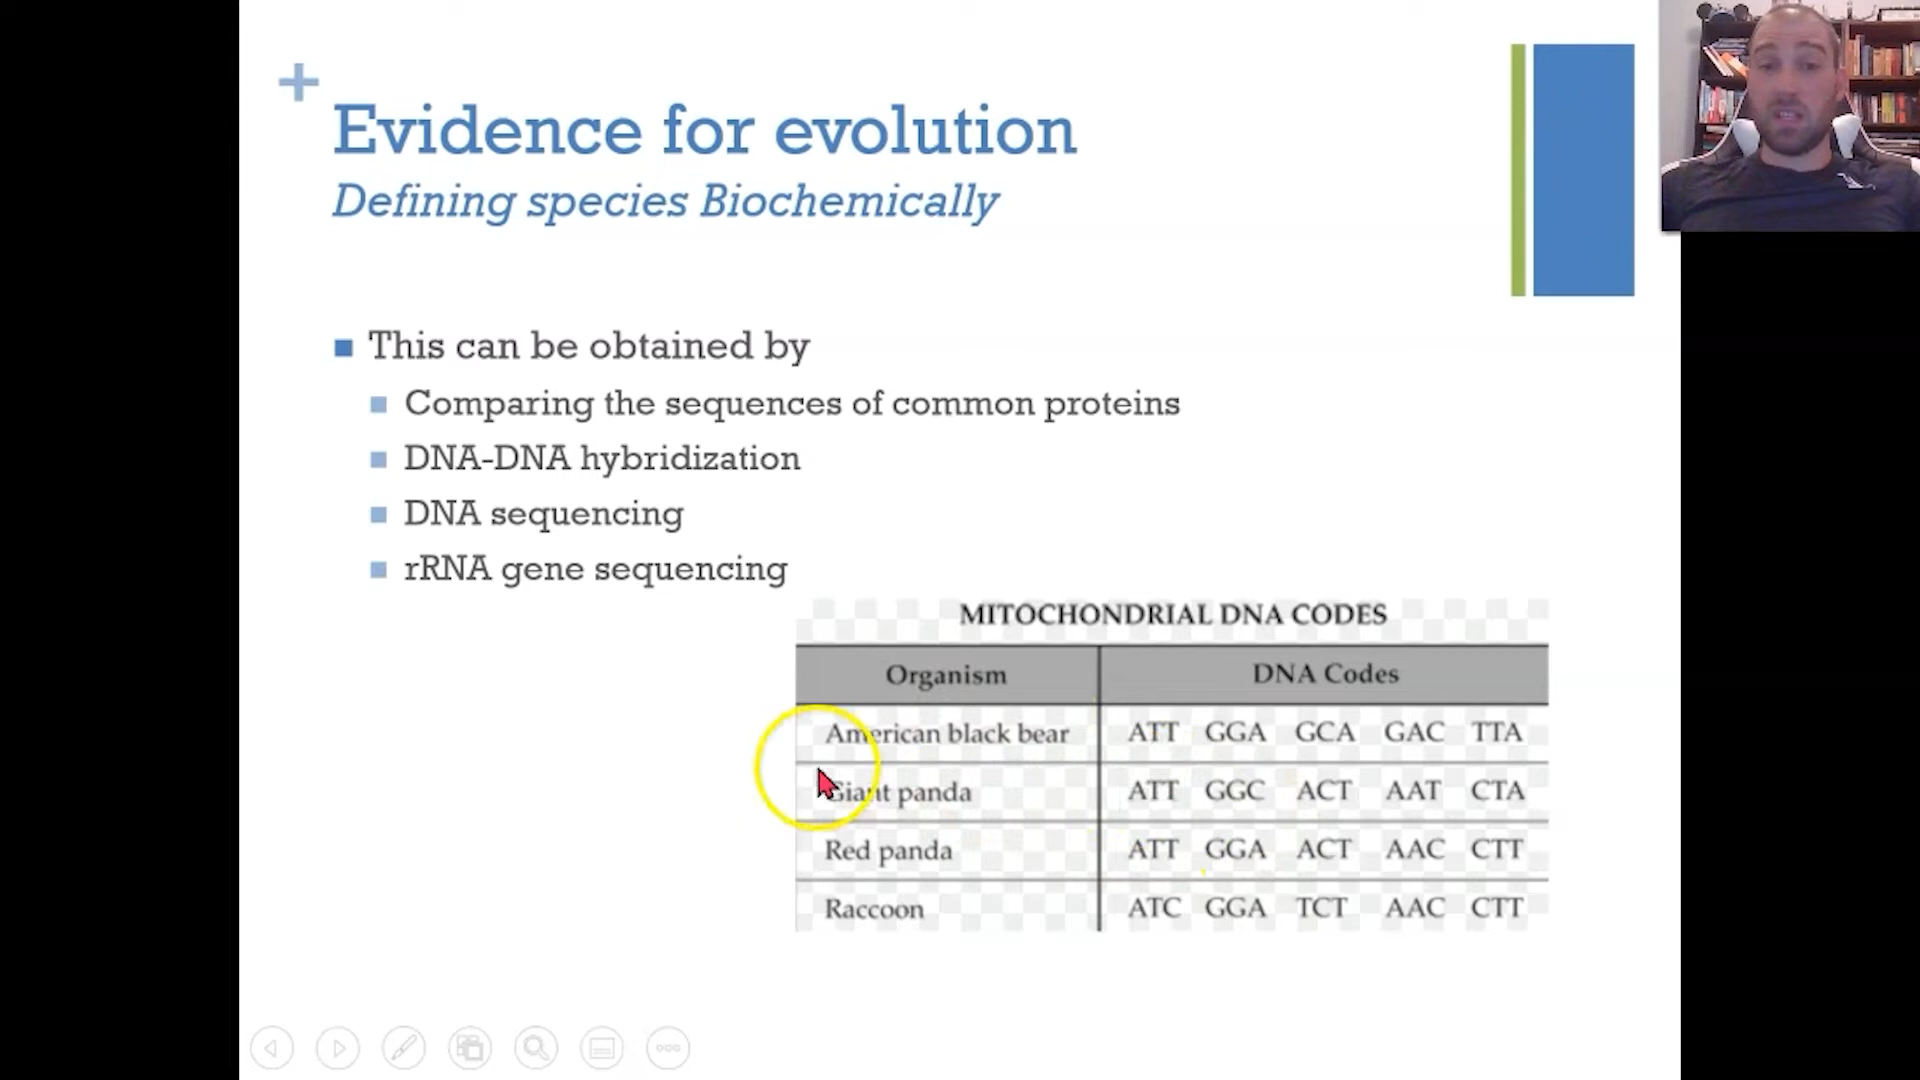 Evidence for evolution
Defining species Biochemically
This can be obtained by
Comparing the sequences of common proteins
DNA-DNA hybridization
DNA sequencing
rRNA gene sequencing
MITOCHONDRIAL DNA CODES
Organism DNA Codes
American black bear ATT GGA GCA GAC TTA
Giant panda ATT GGC ACT AAT CTA
Red panda ATT GGA ACT AAC CTT
Raccoon ATC GGA TCT AAC CTT